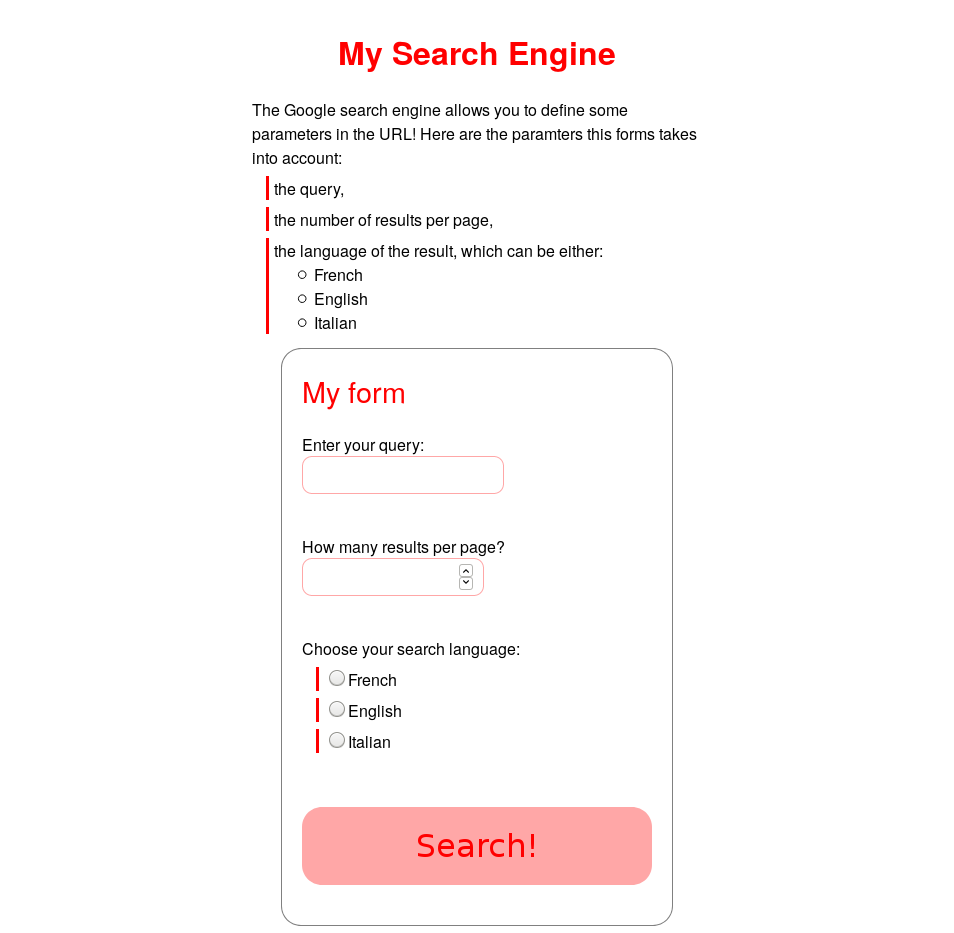 My Search Engine
The Google search engine allows you to define some
parameters in the URL! Here are the paramters this forms takes
into account:
the query,
the number of results per page,
the language of the result, which can be either:
French
English
Italian
My form
Enter your query:
How many results per page?
Choose your search language:
French
English
Italian
Search!